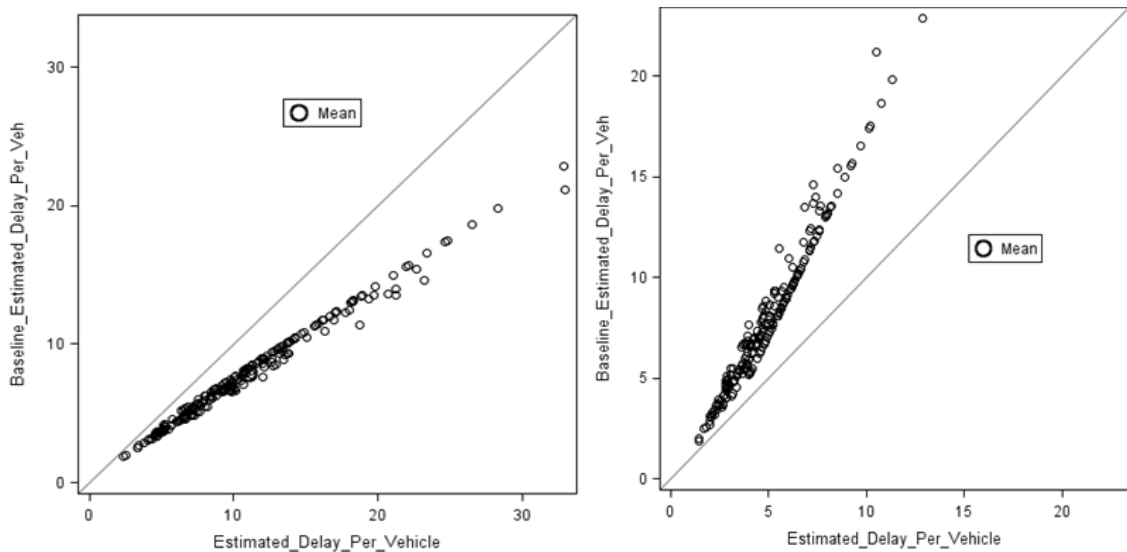 30
20
10
0
Baseline_Estimated_Delay_Per_Veh
Mean
0 10 20 30
Estimated_Delay_Per_Vehicle
20
15
10
5
0
Baseline_Estimated_Delay_Per_Veh
Mean
0 5 10 15 20
Estimated_Delay_Per_Vehicle